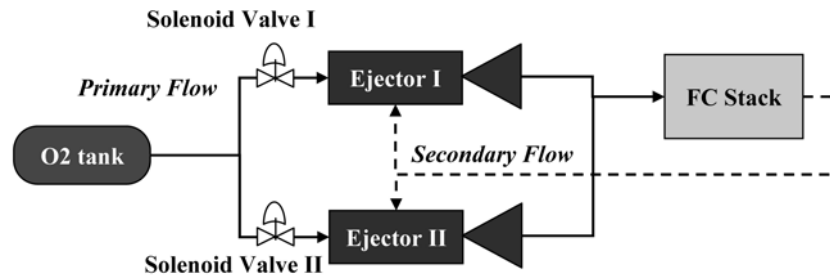 Solenoid Valve I
Primary Flow
Ejector I
FC Stack
O2 tank
Secondary Flow
Ejector II
Solenoid Valve II